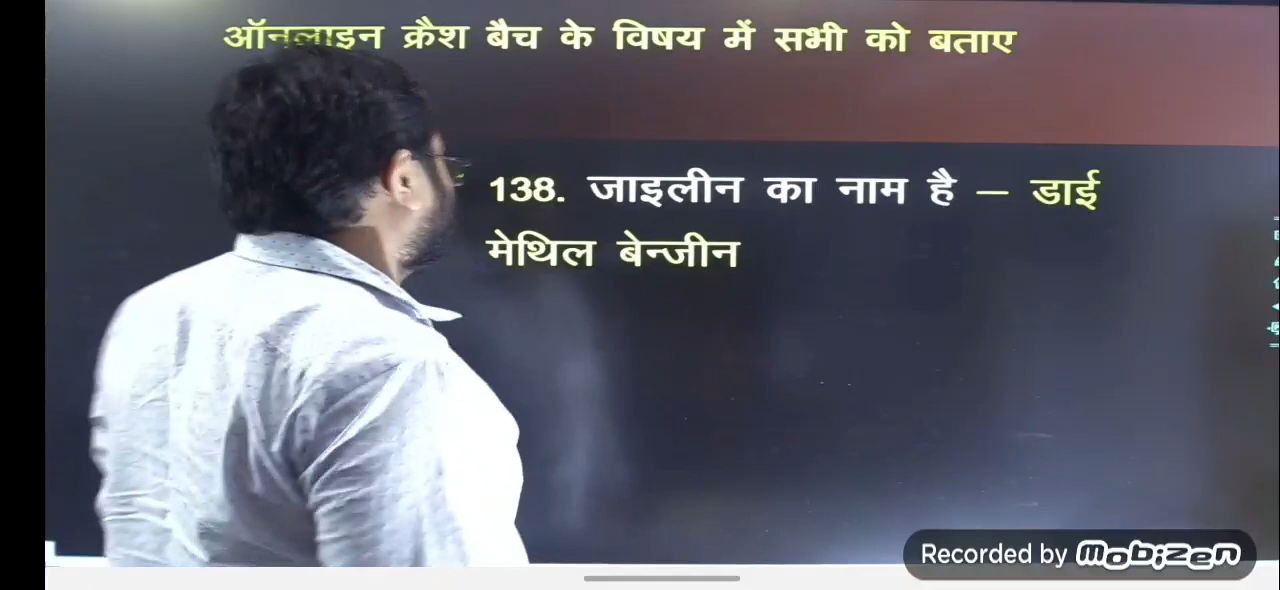 ऑनलाइन क्रैश बैच के विषय में सभी को बताए
138. जाइलीन का नाम है – डाई
मेथिल बेन्जीन
Recorded by Mobizen